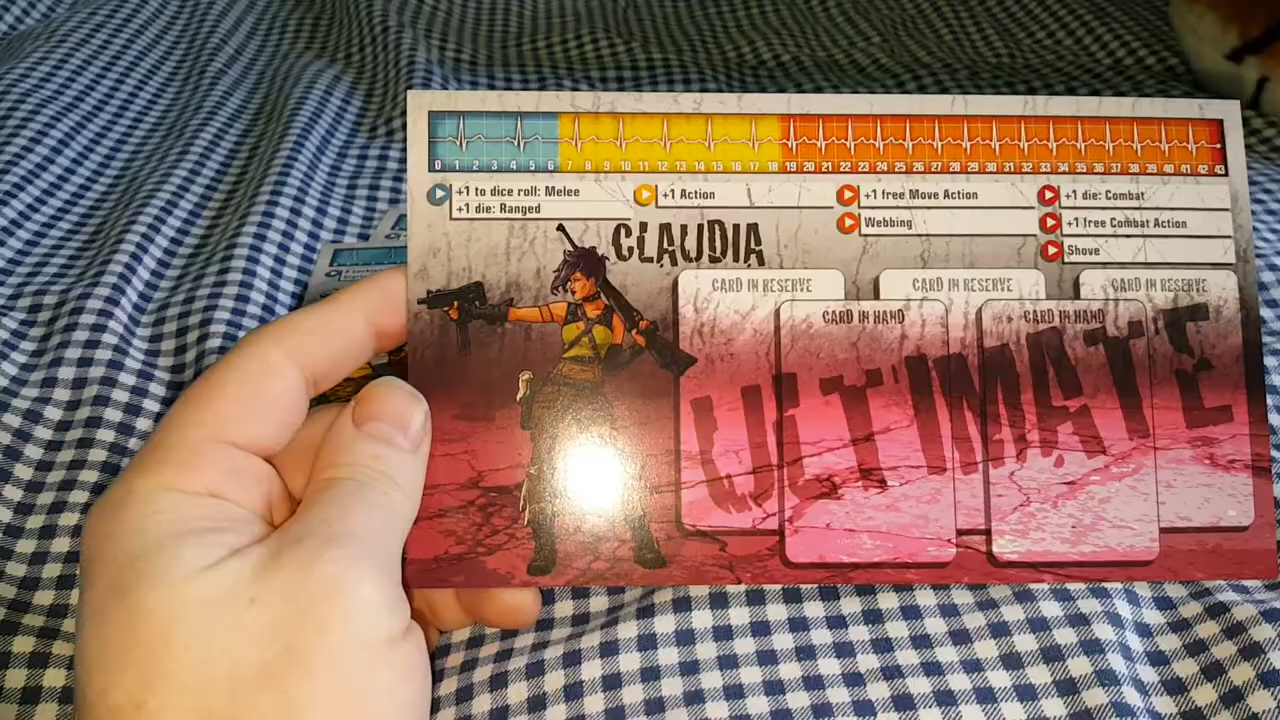 0 1 2 3 4 5 6 7 8 9 10 11 12 13 14 15 16 17 18 19 20 21 22 23 24 25 26 27 28 29 30 31 32 33 34 35 36 37 38 39 40 41 42 43
+1 to dice roll: Melee
+1 die: Ranged
+1 Action
+1 free Move Action
Webbing
+1 die: Combat
+1 free Combat Action
Shove
CLAUDIA
CARD IN RESERVE
CARD IN RESERVE
CARD IN RESERVE
CARD IN HAND
CARD IN HAND
ULTIMATE